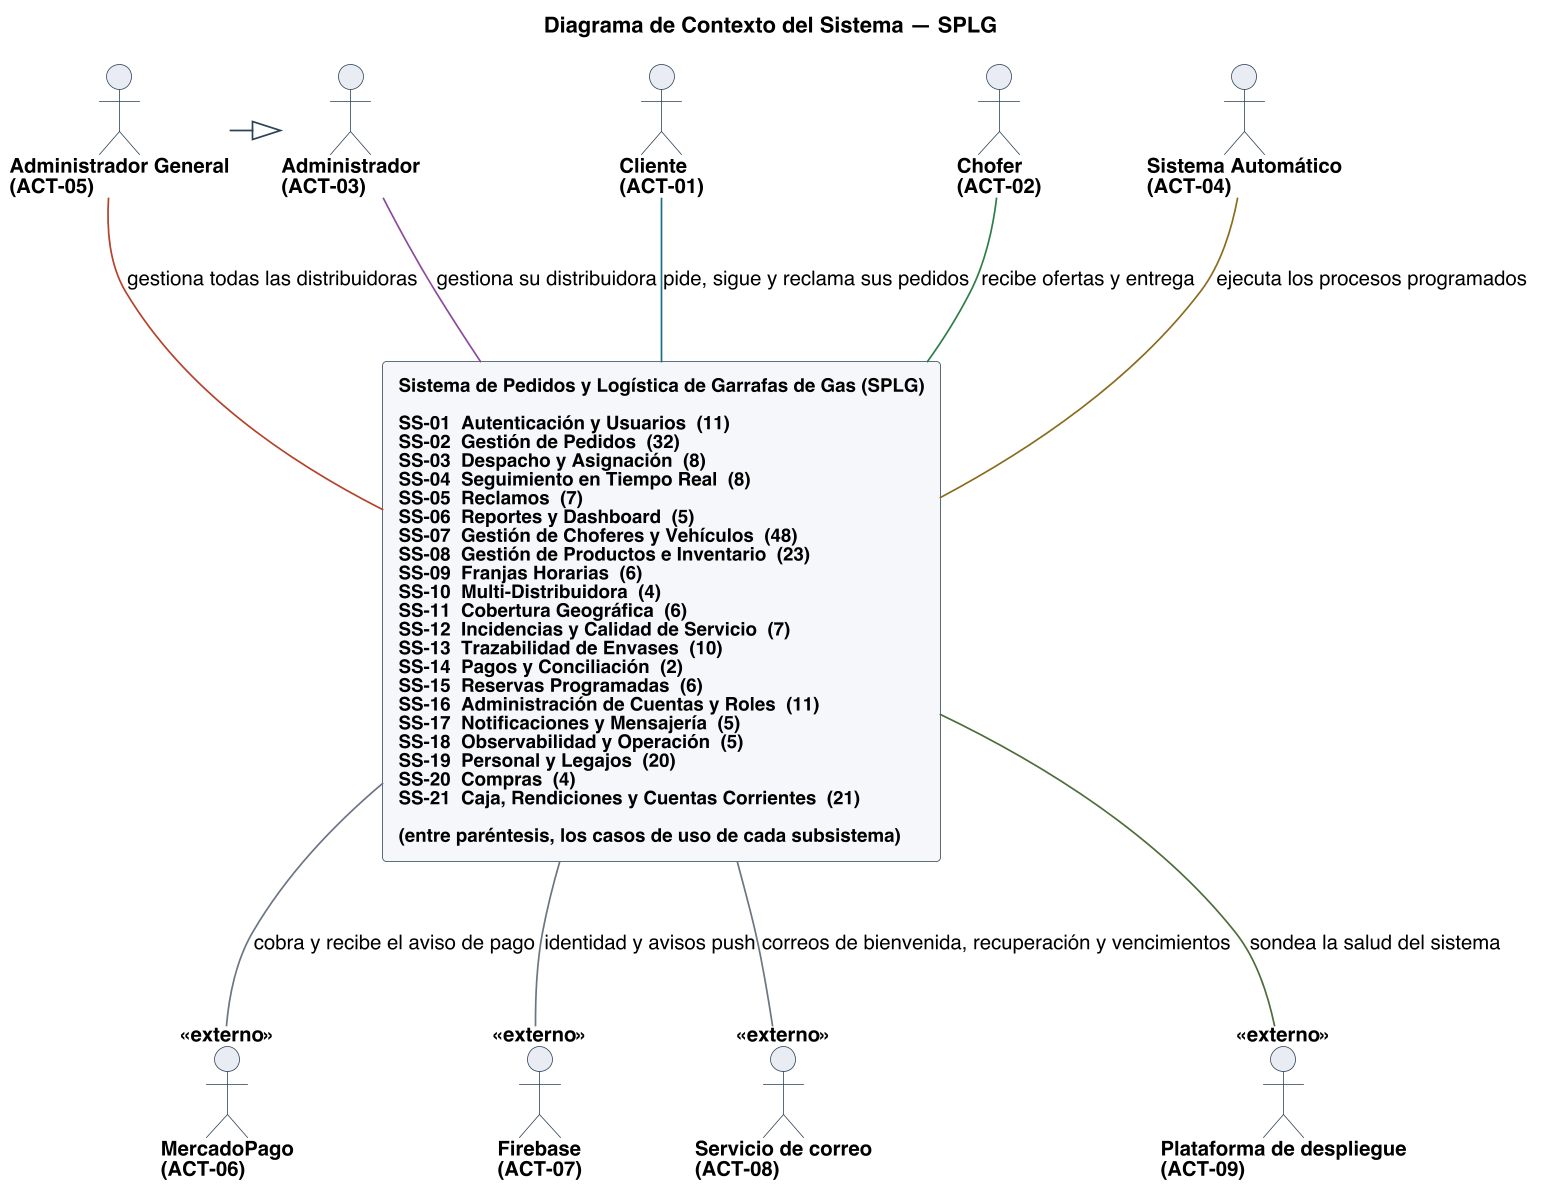 Diagrama de Contexto del Sistema — SPLG
Administrador General
(ACT-05)
Administrador
(ACT-03)
Cliente
(ACT-01)
Chofer
(ACT-02)
Sistema Automático
(ACT-04)
gestiona todas las distribuidoras
gestiona su distribuidora
pide, sigue y reclama sus pedidos
recibe ofertas y entrega
ejecuta los procesos programados
Sistema de Pedidos y Logística de Garrafas de Gas (SPLG)
SS-01 Autenticación y Usuarios (11)
SS-02 Gestión de Pedidos (32)
SS-03 Despacho y Asignación (8)
SS-04 Seguimiento en Tiempo Real (8)
SS-05 Reclamos (7)
SS-06 Reportes y Dashboard (5)
SS-07 Gestión de Choferes y Vehículos (48)
SS-08 Gestión de Productos e Inventario (23)
SS-09 Franjas Horarias (6)
SS-10 Multi-Distribuidora (4)
SS-11 Cobertura Geográfica (6)
SS-12 Incidencias y Calidad de Servicio (7)
SS-13 Trazabilidad de Envases (10)
SS-14 Pagos y Conciliación (2)
SS-15 Reservas Programadas (6)
SS-16 Administración de Cuentas y Roles (11)
SS-17 Notificaciones y Mensajería (5)
SS-18 Observabilidad y Operación (5)
SS-19 Personal y Legajos (20)
SS-20 Compras (4)
SS-21 Caja, Rendiciones y Cuentas Corrientes (21)
(entre paréntesis, los casos de uso de cada subsistema)
cobra y recibe el aviso de pago
identidad y avisos push
correos de bienvenida, recuperación y vencimientos
sondea la salud del sistema
«externo»
MercadoPago
(ACT-06)
«externo»
Firebase
(ACT-07)
«externo»
Servicio de correo
(ACT-08)
«externo»
Plataforma de despliegue
(ACT-09)